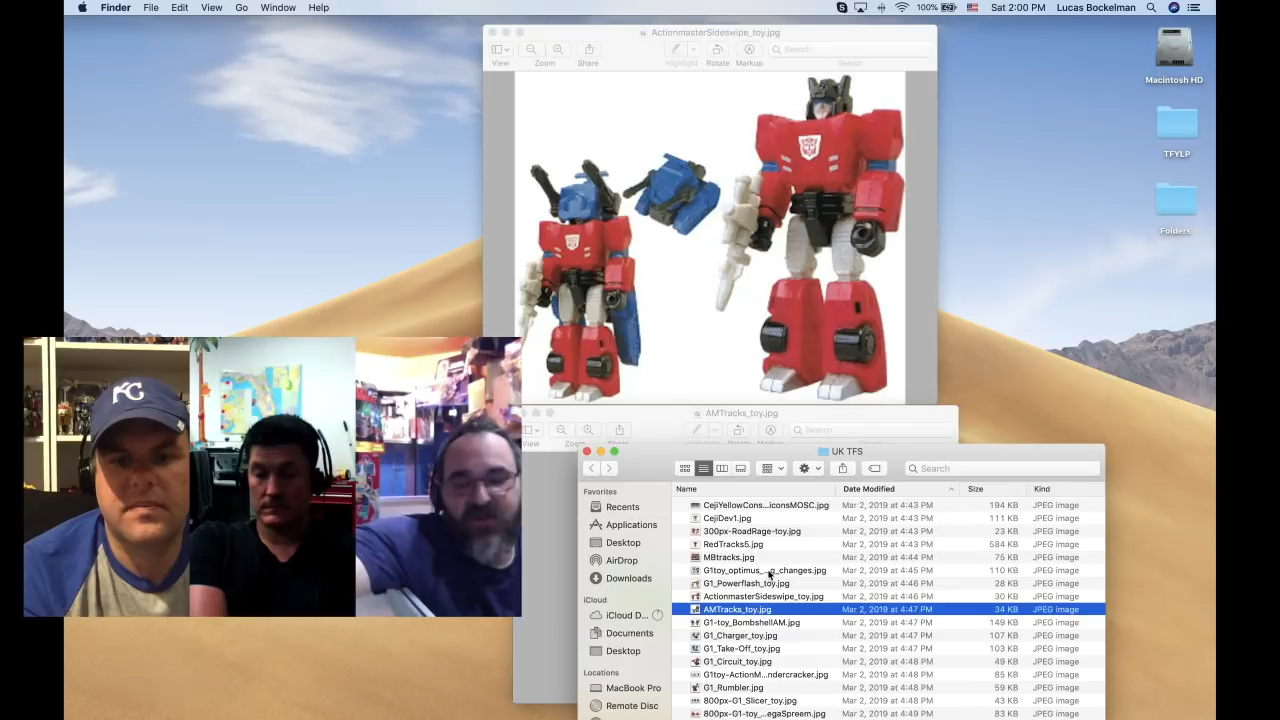 Finder File Edit View Go Window Help 100% Sat 2:00 PM Lucas Bockelman
ActionmasterSideswipe_toy.jpg
Search
View Zoom Share Highlight Rotate Markup Search
Macintosh HD
TFYLP
Folders
KC
AMTracks_toy.jpg
Search
View
UK TFS
Search
Favorites
Recents
Applications
Desktop
AirDrop
Downloads
iCloud
iCloud D...
Documents
Desktop
Locations
MacBook Pro
Remote Disc
Name Date Modified Size Kind
CejiYellowCons...iconsMOSC.jpg Mar 2, 2019 at 4:43 PM 194 KB JPEG image
CejiDev1.jpg Mar 2, 2019 at 4:43 PM 111 KB JPEG image
300px-RoadRage-toy.jpg Mar 2, 2019 at 4:43 PM 23 KB JPEG image
RedTracks5.jpg Mar 2, 2019 at 4:43 PM 584 KB JPEG image
MBtracks.jpg Mar 2, 2019 at 4:44 PM 75 KB JPEG image
G1toy_optimus_...g_changes.jpg Mar 2, 2019 at 4:45 PM 110 KB JPEG image
G1_Powerflash_toy.jpg Mar 2, 2019 at 4:46 PM 28 KB JPEG image
ActionmasterSideswipe_toy.jpg Mar 2, 2019 at 4:46 PM 30 KB JPEG image
AMTracks_toy.jpg Mar 2, 2019 at 4:47 PM 34 KB JPEG image
G1-toy_BombshellAM.jpg Mar 2, 2019 at 4:47 PM 149 KB JPEG image
G1_Charger_toy.jpg Mar 2, 2019 at 4:47 PM 107 KB JPEG image
G1_Take-Off_toy.jpg Mar 2, 2019 at 4:48 PM 103 KB JPEG image
G1_Circuit_toy.jpg Mar 2, 2019 at 4:48 PM 49 KB JPEG image
G1toy-ActionM...ndercracker.jpg Mar 2, 2019 at 4:48 PM 85 KB JPEG image
G1_Rumbler.jpg Mar 2, 2019 at 4:48 PM 59 KB JPEG image
800px-G1_Slicer_toy.jpg Mar 2, 2019 at 4:48 PM 43 KB JPEG image
800px-G1-toy_...egaSpreem.jpg Mar 2, 2019 at 4:49 PM 83 KB JPEG image